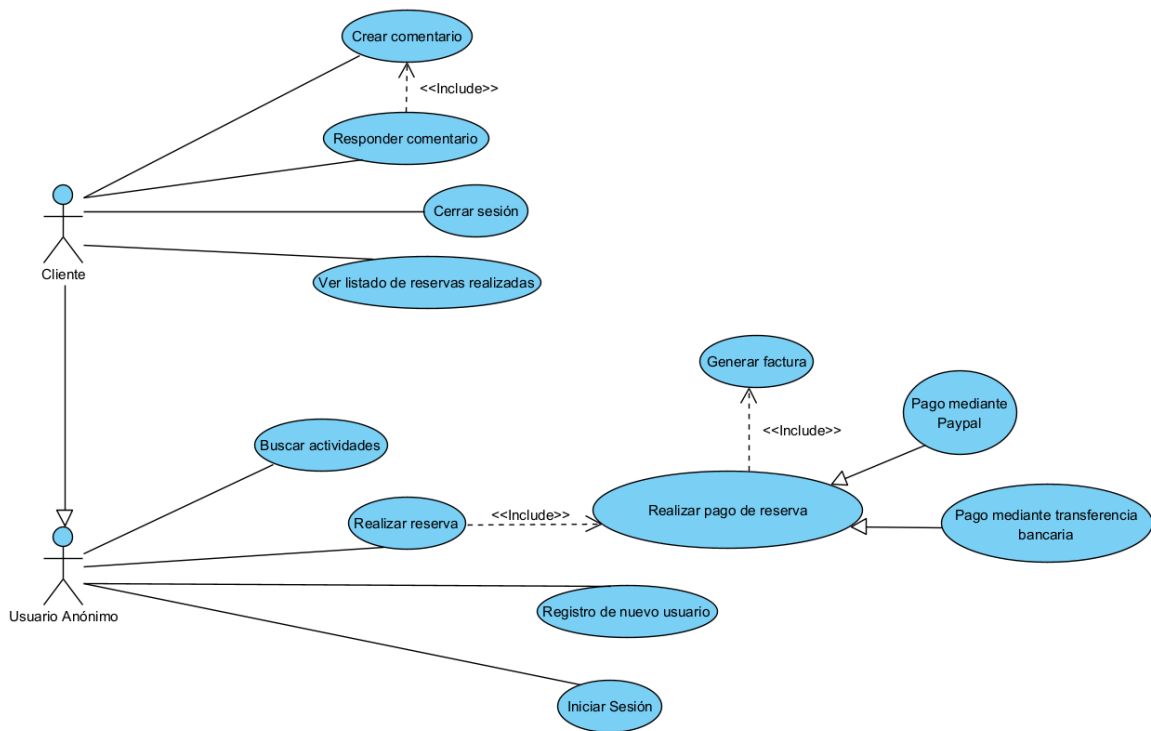 Crear comentario
<<Include>>
Responder comentario
Cerrar sesión
Cliente
Ver listado de reservas realizadas
Generar factura
Pago mediante
Paypal
<<Include>>
Buscar actividades
Realizar reserva
<<Include>>
Realizar pago de reserva
Pago mediante transferencia
bancaria
Usuario Anónimo
Registro de nuevo usuario
Iniciar Sesión